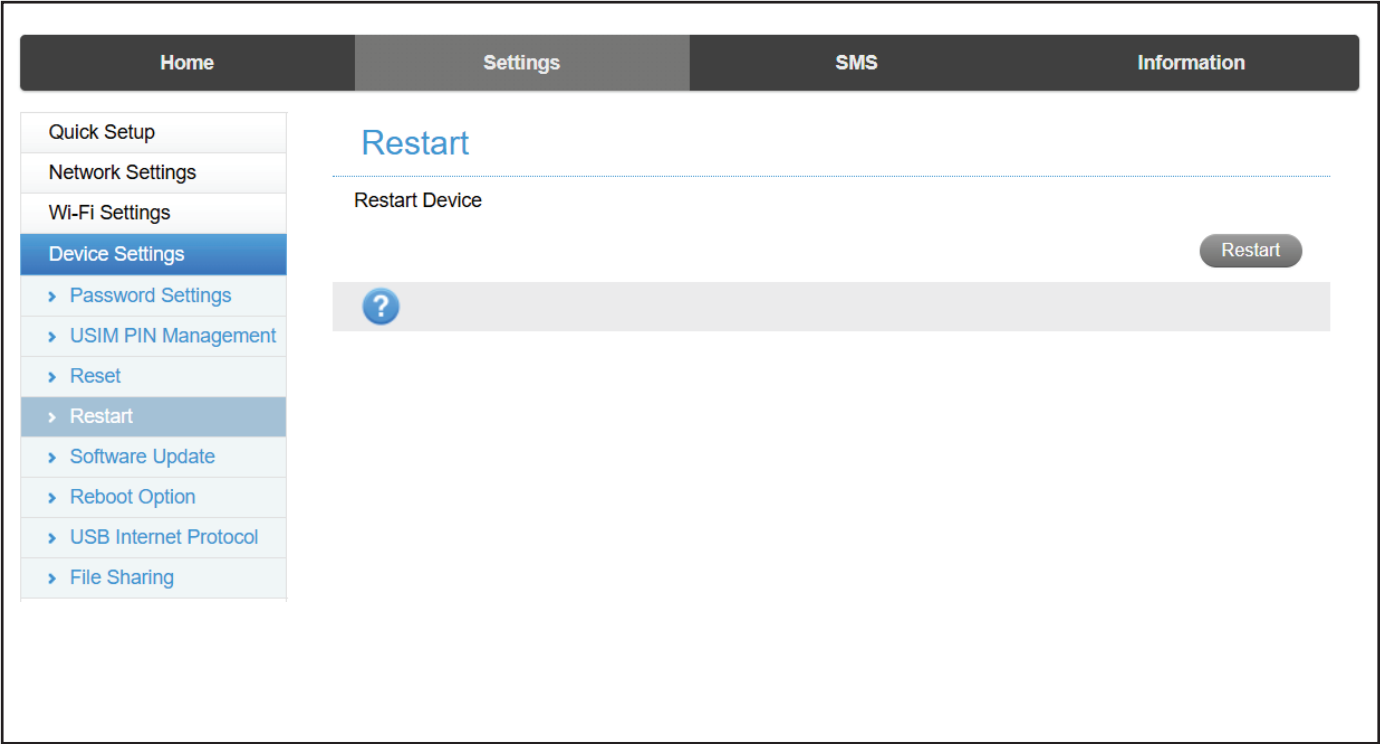 Home Settings SMS Information
Quick Setup
Network Settings
Wi-Fi Settings
Device Settings
Password Settings
USIM PIN Management
Reset
Restart
Software Update
Reboot Option
USB Internet Protocol
File Sharing
Restart
Restart Device
Restart
?